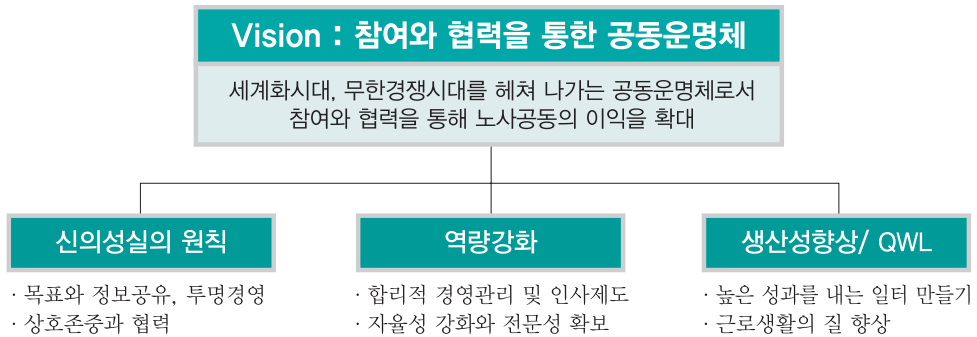 Vision : 참여와 협력을 통한 공동운명체
세계화시대, 무한경쟁시대를 헤쳐 나가는 공동운명체로서
참여와 협력을 통해 노사공동의 이익을 확대
신의성실의 원칙
· 목표와 정보공유, 투명경영
· 상호존중과 협력
역량강화
· 합리적 경영관리 및 인사제도
· 자율성 강화와 전문성 확보
생산성향상/ QWL
· 높은 성과를 내는 일터 만들기
· 근로생활의 질 향상